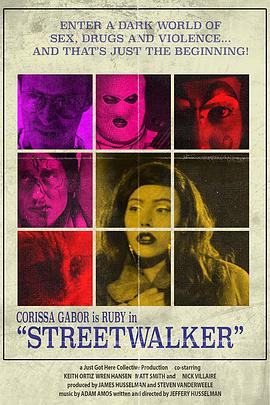 ENTER A DARK WORLD OF
SEX, DRUGS AND VIOLENCE...
AND THAT'S JUST THE BEGINNING!
CORISSA GABOR is RUBY in
"STREETWALKER"
a Just Got Here Collective Production co-starring
KEITH ORTIZ WREN HANSEN MATT SMITH and NICK VILLAIRE
produced by JAMES HUSSELMAN and STEVEN VANDERWEELE
music by ADAM AMOS written and directed by JEFFERY HUSSELMAN